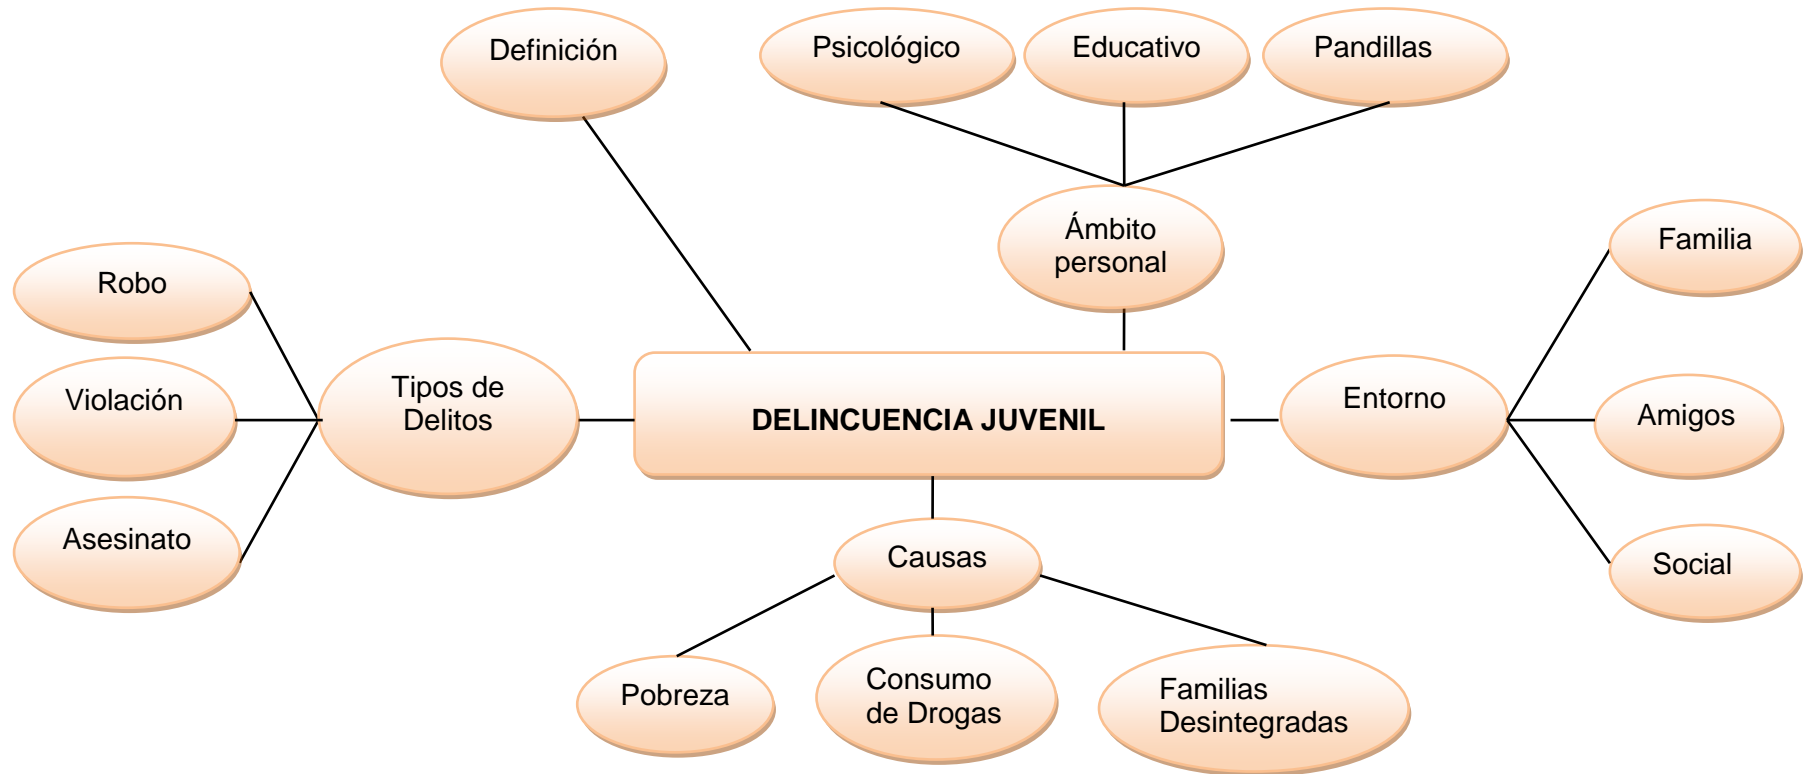 Definición
Psicológico
Educativo
Pandillas
Ámbito
personal
Familia
Robo
Tipos de
Delitos
Violación
DELINCUENCIA JUVENIL
Entorno
Amigos
Asesinato
Causas
Social
Pobreza
Consumo
de Drogas
Familias
Desintegradas